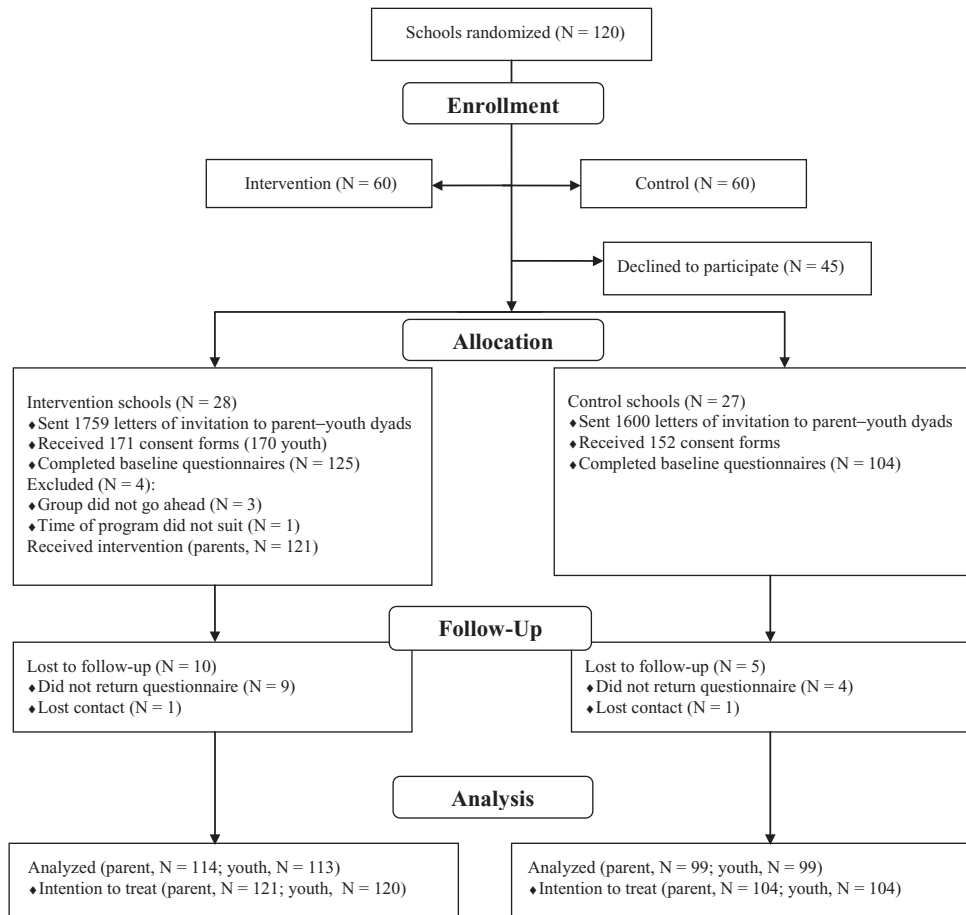 Schools randomized (N = 120)
Enrollment
Intervention (N = 60)
Control (N = 60)
Declined to participate (N = 45)
Allocation
Intervention schools (N = 28)
♦Sent 1759 letters of invitation to parent–youth dyads
♦Received 171 consent forms (170 youth)
♦Completed baseline questionnaires (N = 125)
Excluded (N = 4):
♦Group did not go ahead (N = 3)
♦Time of program did not suit (N = 1)
Received intervention (parents, N = 121)
Control schools (N = 27)
♦Sent 1600 letters of invitation to parent–youth dyads
♦Received 152 consent forms
♦Completed baseline questionnaires (N = 104)
Follow-Up
Lost to follow-up (N = 10)
♦Did not return questionnaire (N = 9)
♦Lost contact (N = 1)
Lost to follow-up (N = 5)
♦Did not return questionnaire (N = 4)
♦Lost contact (N = 1)
Analysis
Analyzed (parent, N = 114; youth, N = 113)
♦Intention to treat (parent, N = 121; youth, N = 120)
Analyzed (parent, N = 99; youth, N = 99)
♦Intention to treat (parent, N = 104; youth, N = 104)